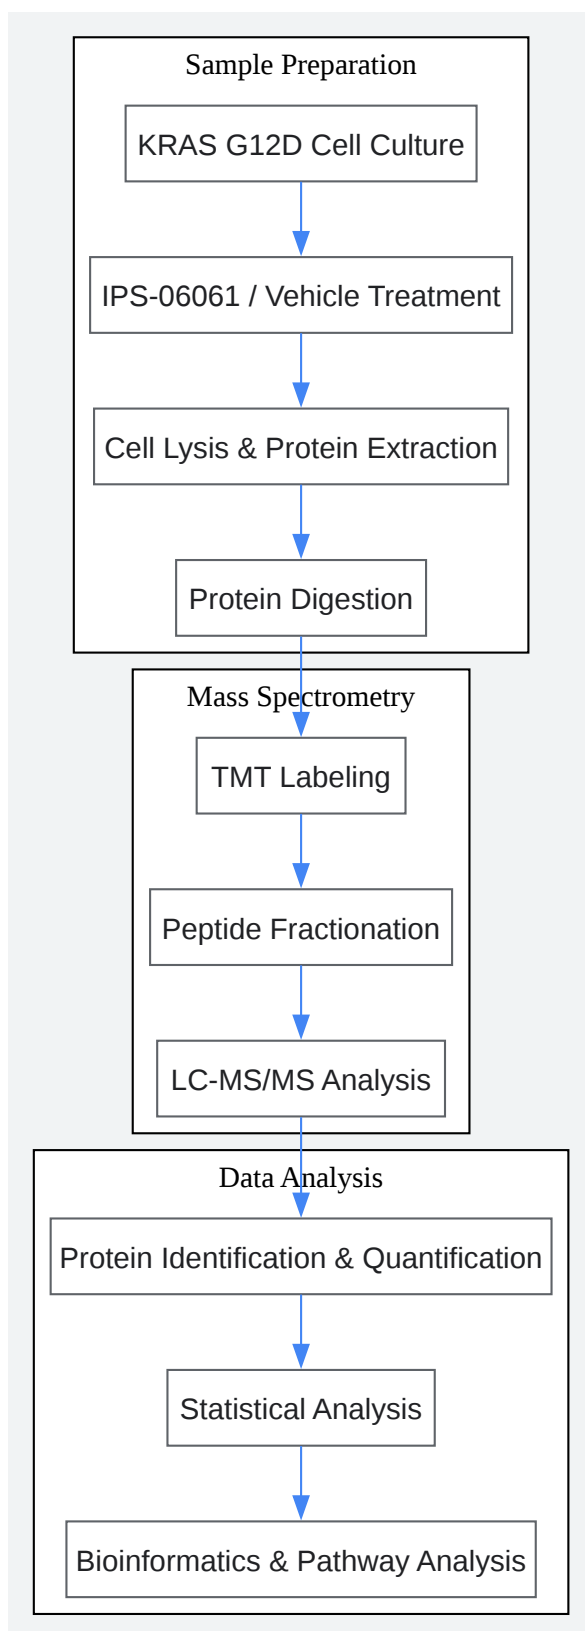 Sample Preparation
KRAS G12D Cell Culture
IPS-06061 / Vehicle Treatment
Cell Lysis & Protein Extraction
Protein Digestion
Mass Spectrometry
TMT Labeling
Peptide Fractionation
LC-MS/MS Analysis
Data Analysis
Protein Identification & Quantification
Statistical Analysis
Bioinformatics & Pathway Analysis